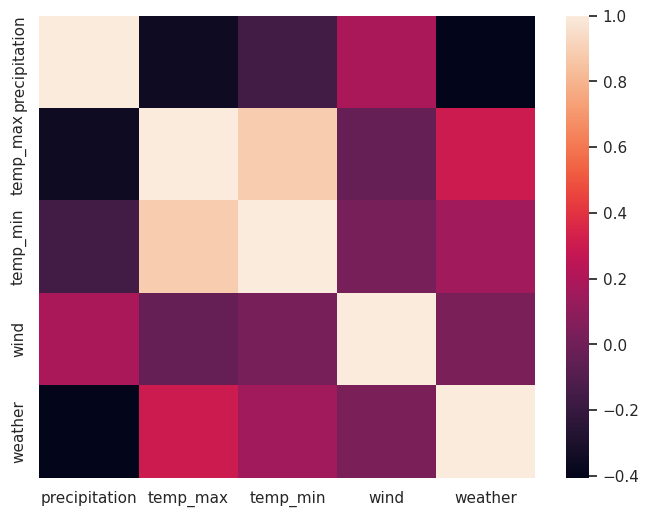 precipitation
temp_max
temp_min
wind
weather
precipitation temp_max temp_min wind weather
1.0
0.8
0.6
0.4
0.2
0.0
−0.2
−0.4